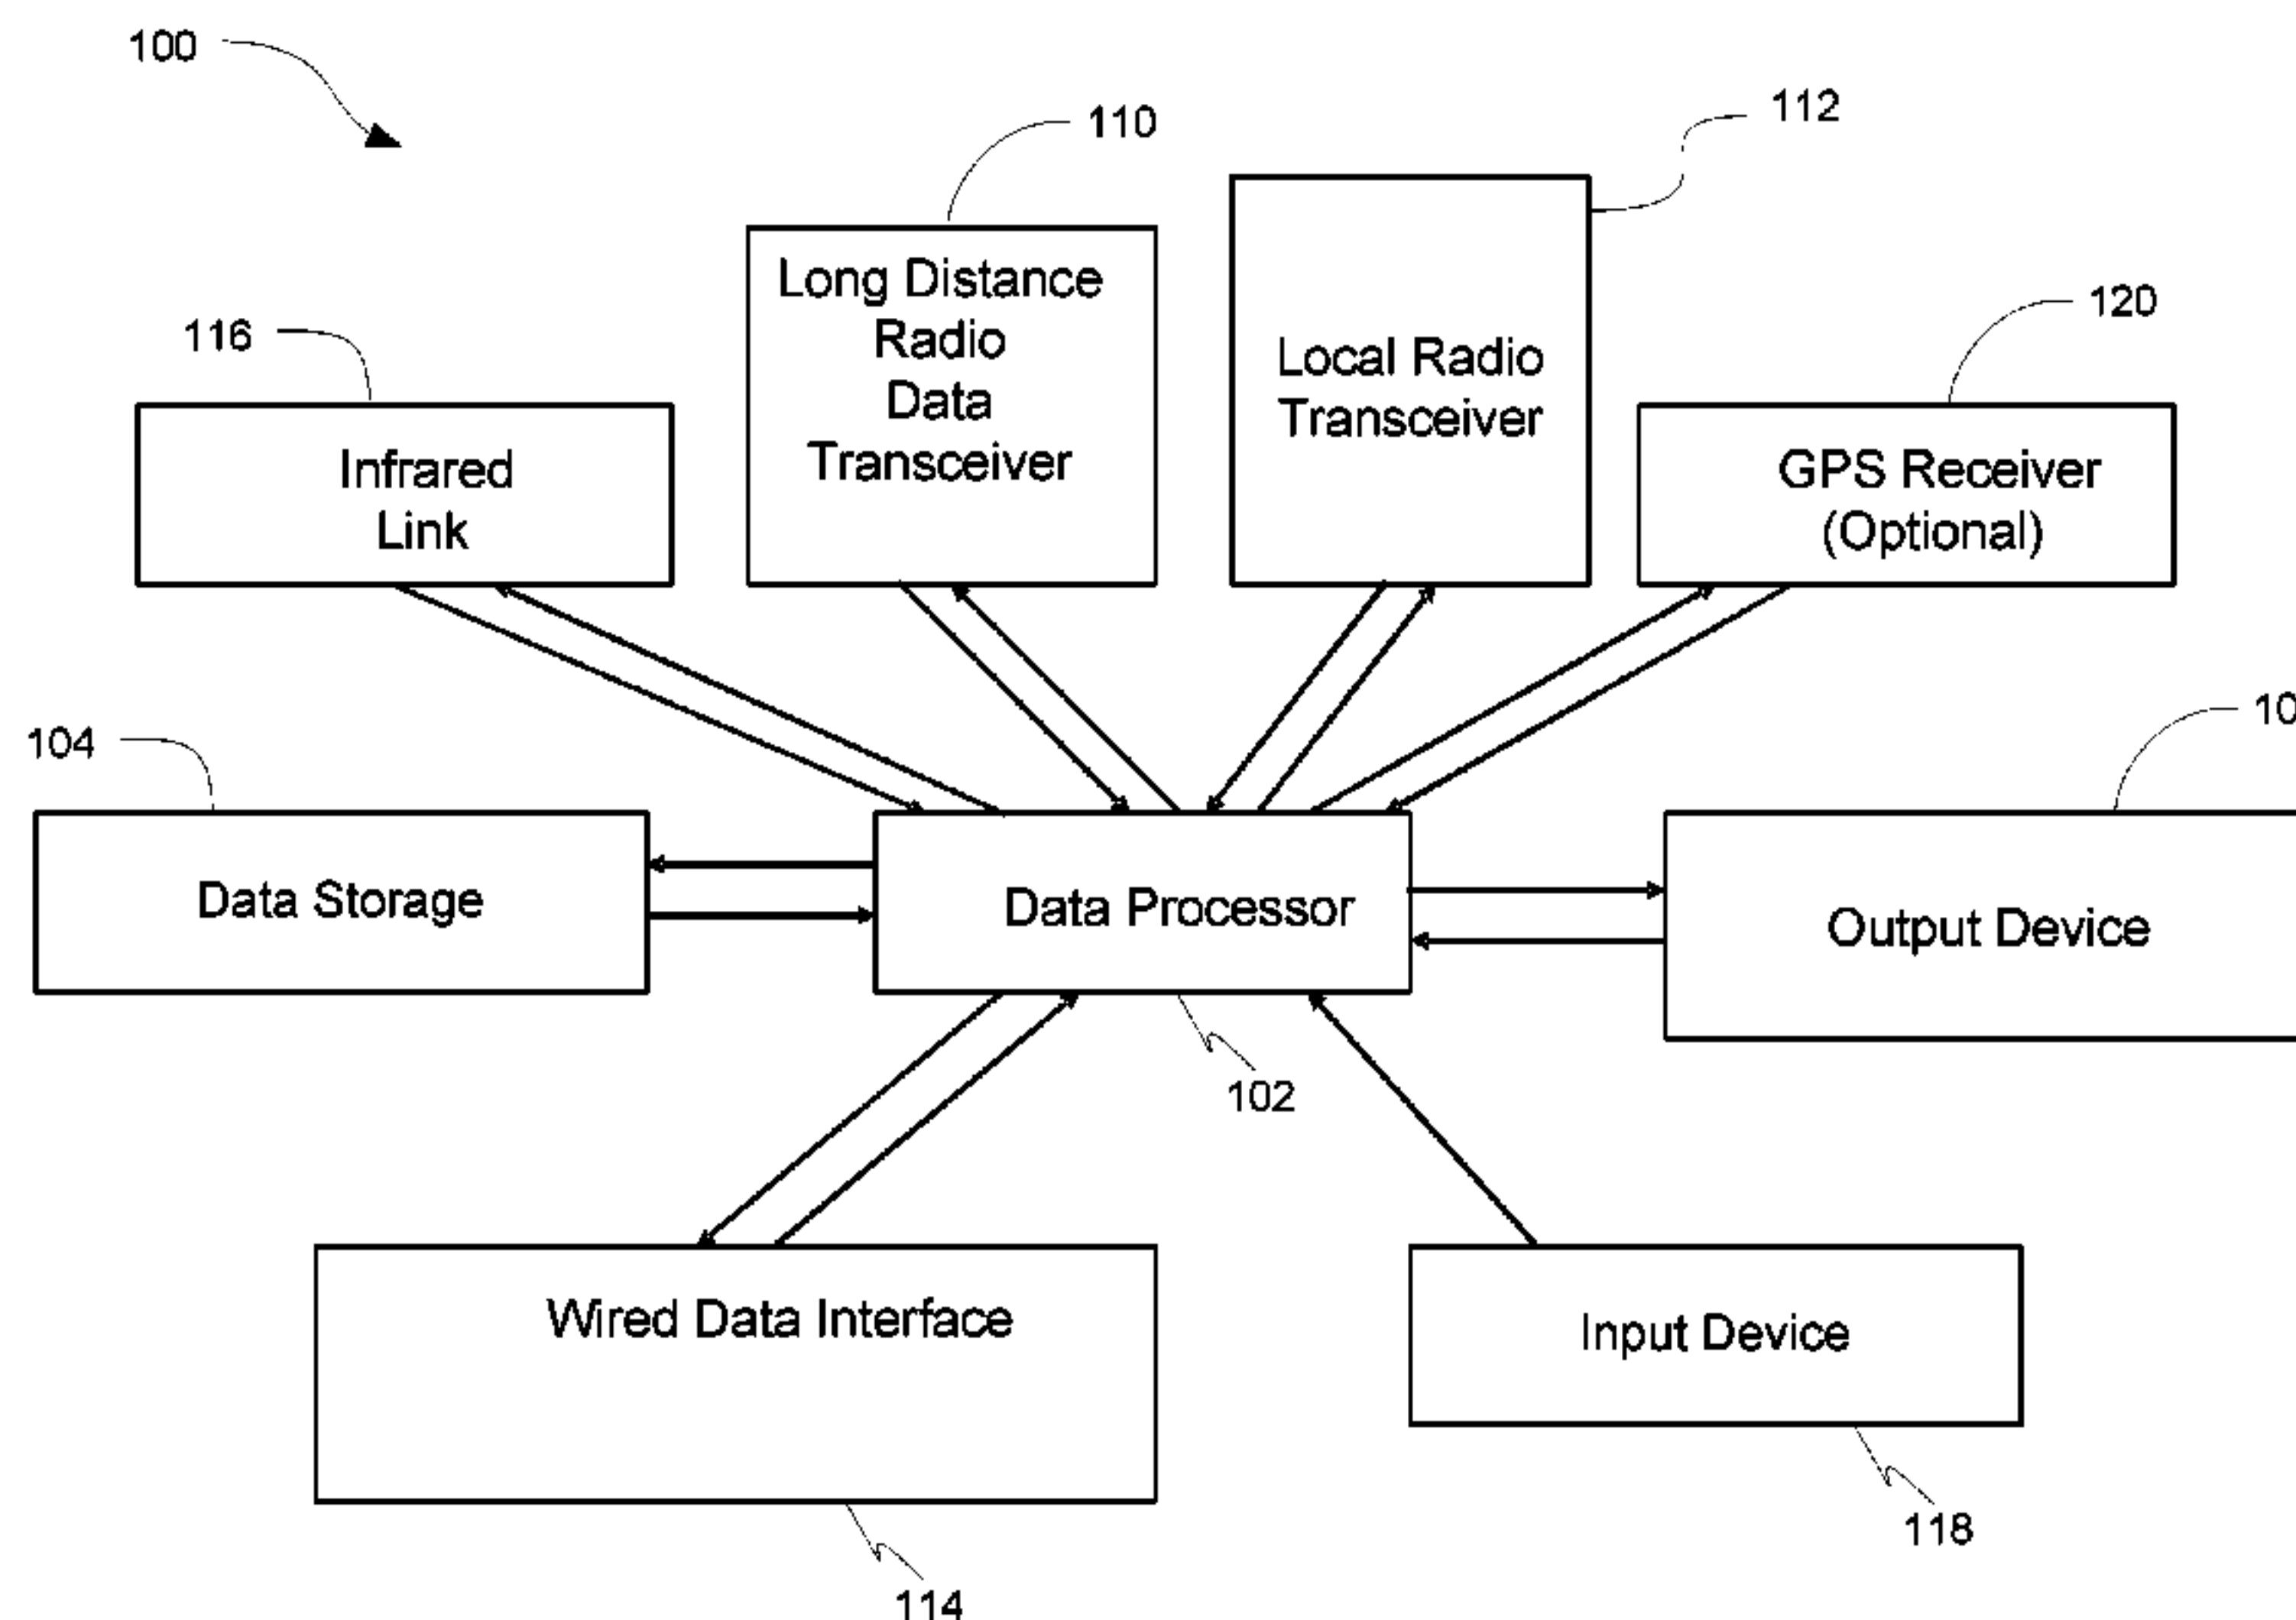 100
110
112
Long Distance
Radio
Data
Transceiver
116
120
Local Radio
Transceiver
Infrared
Link
GPS Receiver
(Optional)
104
10
Data Storage
Data Processor
Output Device
102
Wired Data Interface
Input Device
118
114